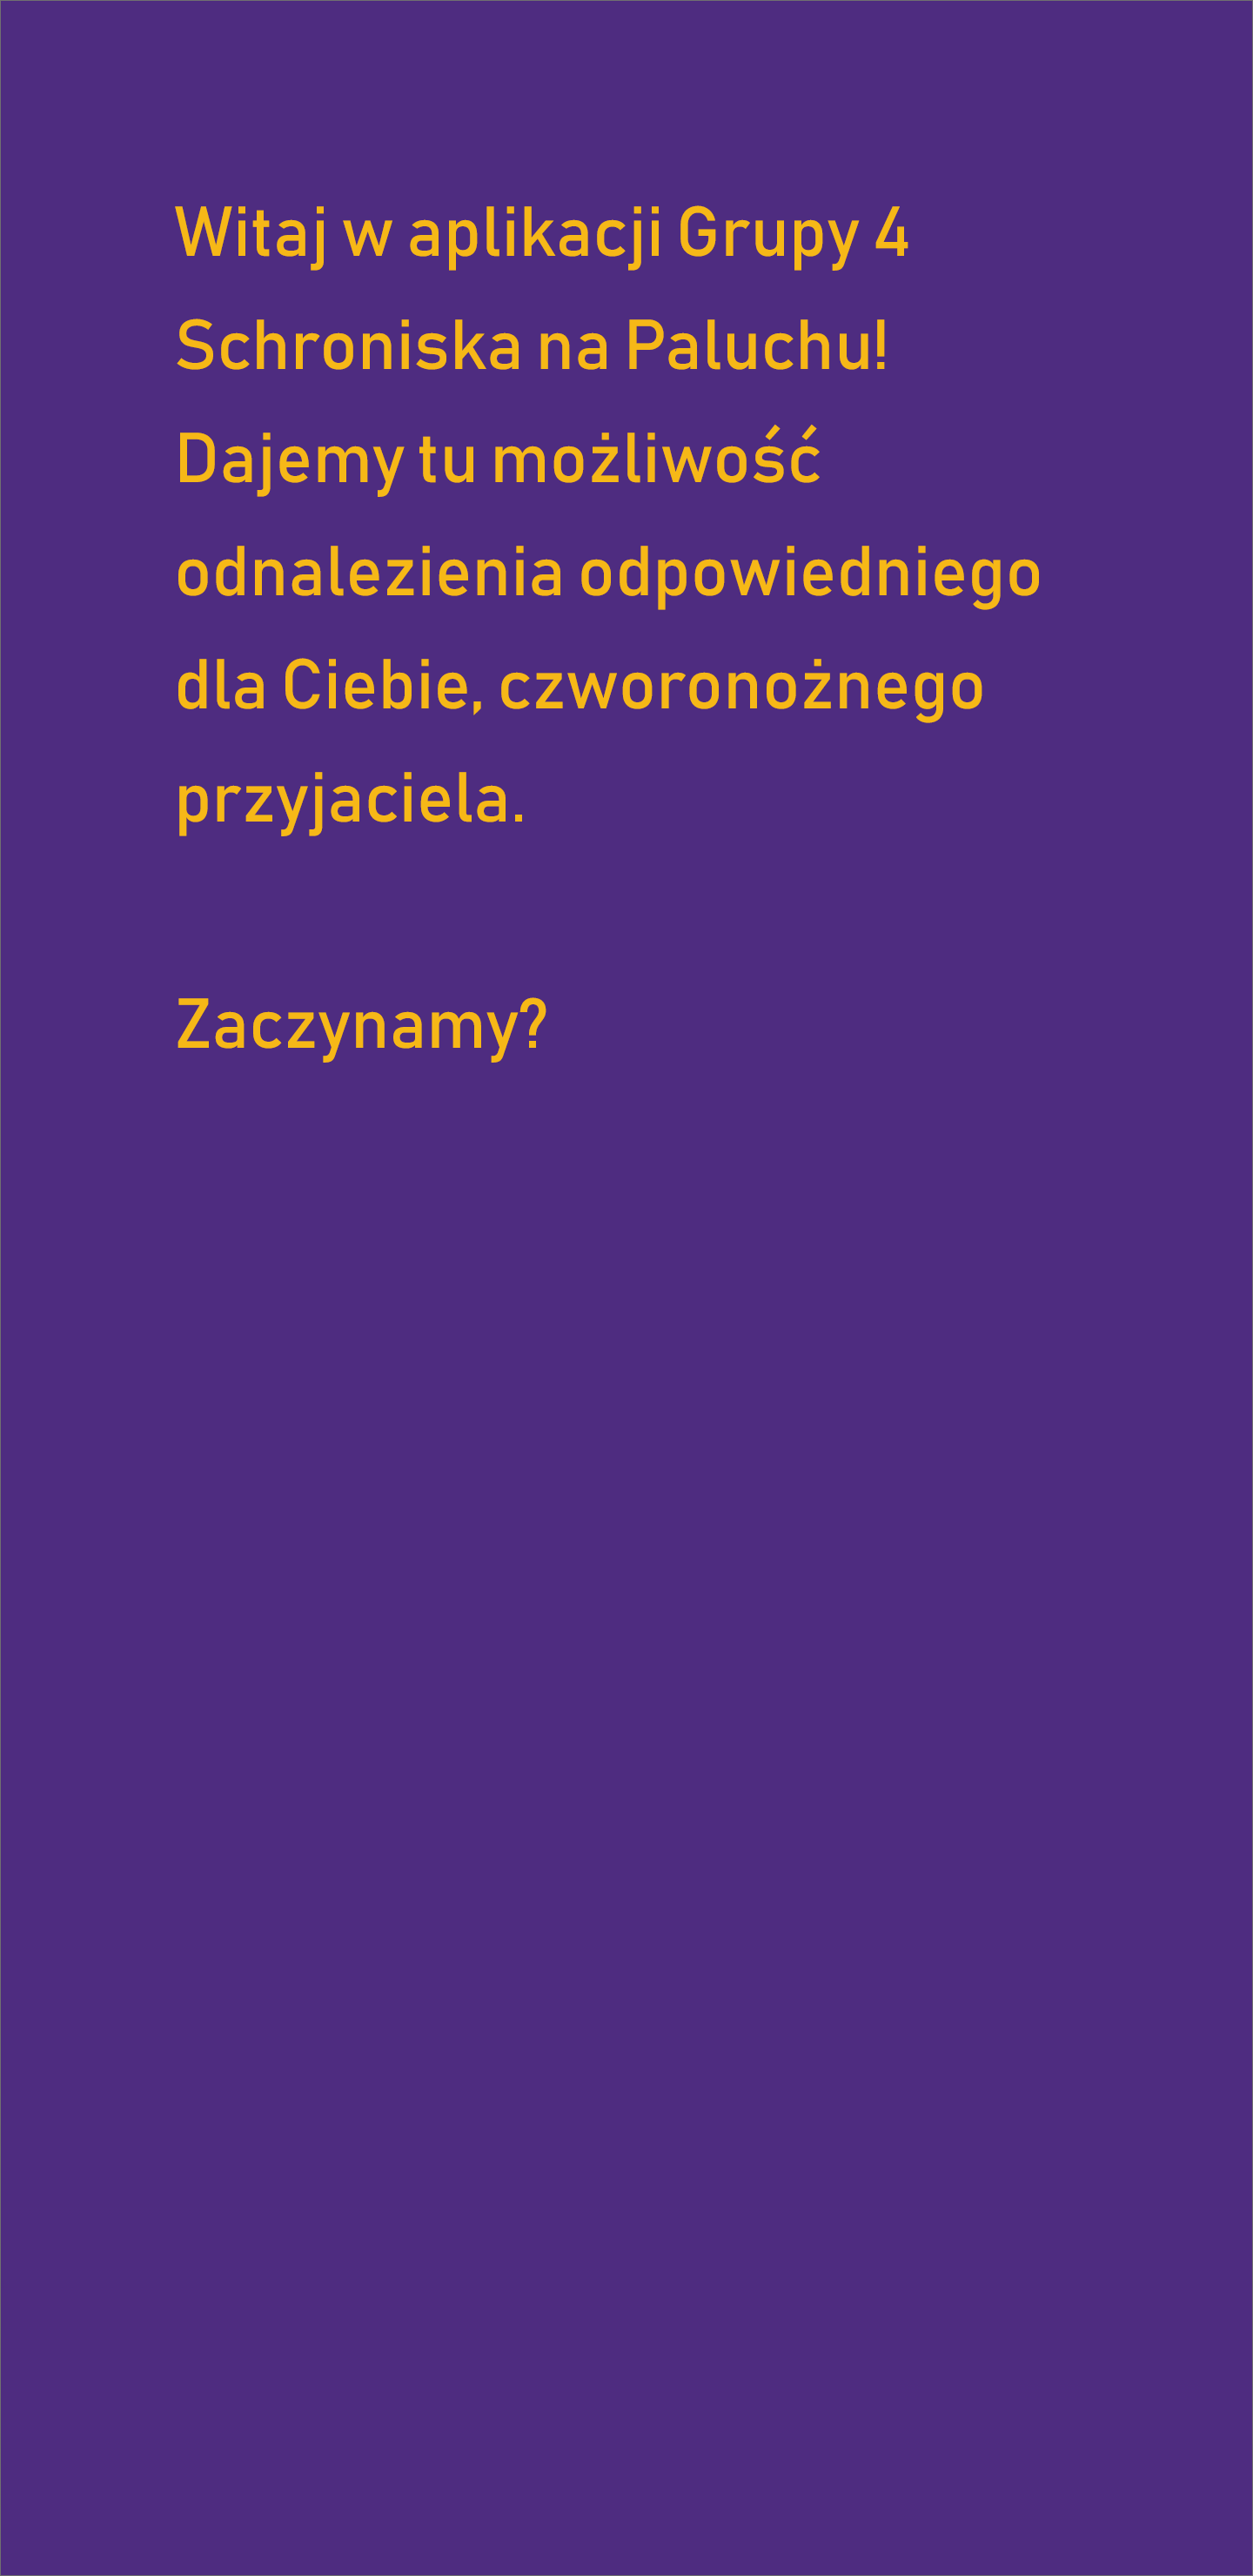 Witaj w aplikacji Grupy 4
Schroniska na Paluchu!
Dajemy tu możliwość
odnalezienia odpowiedniego
dla Ciebie, czworonożnego
przyjaciela.
Zaczynamy?